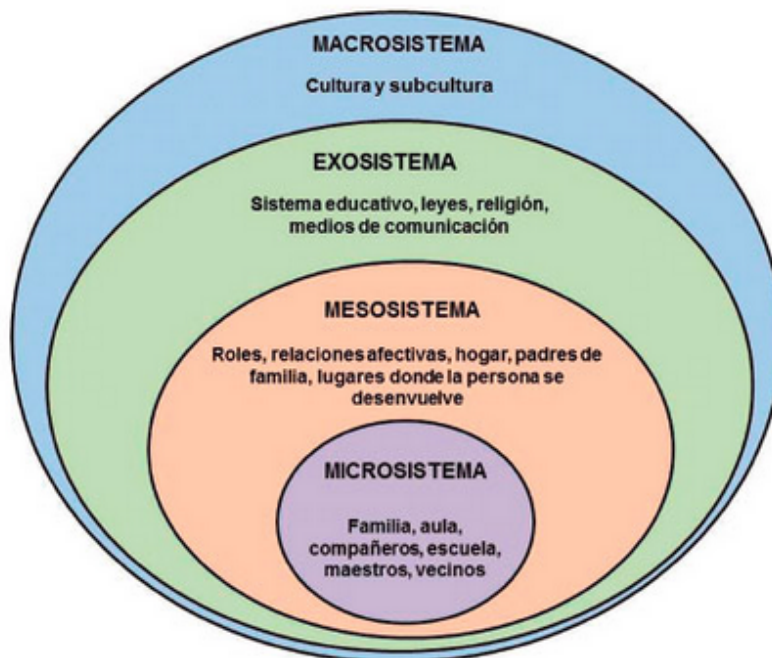 MACROSISTEMA
Cultura y subcultura
EXOSISTEMA
Sistema educativo, leyes, religión,
medios de comunicación
MESOSISTEMA
Roles, relaciones afectivas, hogar, padres de
familia, lugares donde la persona se
desenvuelve
MICROSISTEMA
Familia, aula,
compañeros, escuela,
maestros, vecinos